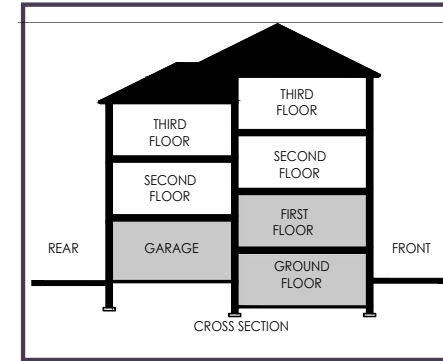 THIRD
FLOOR
THIRD
FLOOR
SECOND
FLOOR
SECOND
FLOOR
FIRST
FLOOR
REAR
GARAGE
FRONT
GROUND
FLOOR
CROSS SECTION